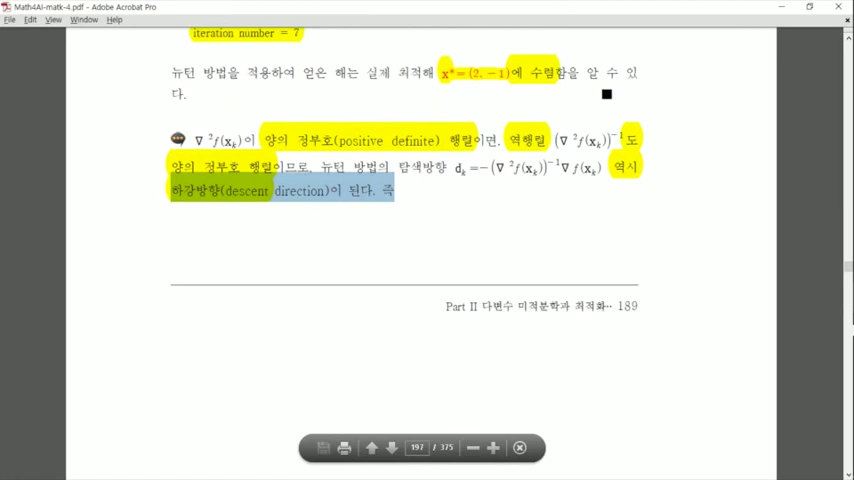 Math4AI-matk-4.pdf - Adobe Acrobat Pro
File Edit View Window Help
iteration number = 7
뉴턴 방법을 적용하여 얻은 해는 실제 최적해 x*=(2, −1)에 수렴함을 알 수 있
다. ■
∇²f(xₖ)이 양의 정부호(positive definite) 행렬이면, 역행렬 (∇²f(xₖ))⁻¹도
양의 정부호 행렬이므로, 뉴턴 방법의 탐색방향 dₖ=−(∇²f(xₖ))⁻¹∇f(xₖ) 역시
하강방향(descent direction)이 된다. 즉
Part II 다변수 미적분학과 최적화·· 189
197 / 375